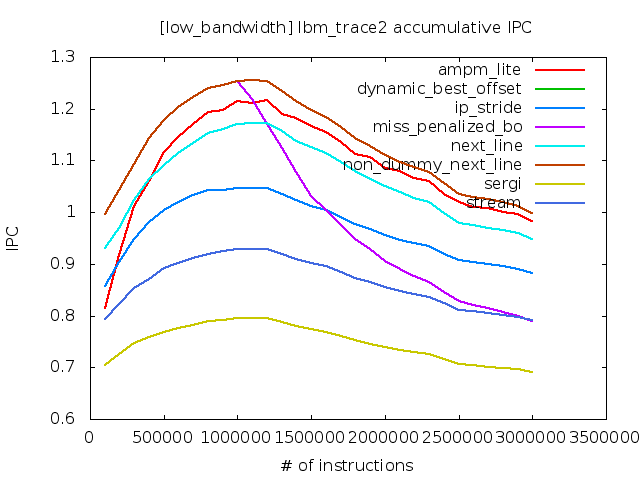 [low_bandwidth] lbm_trace2 accumulative IPC
1.3
1.2
1.1
1
0.9
0.8
0.7
0.6
IPC
ampm_lite
dynamic_best_offset
ip_stride
miss_penalized_bo
next_line
non_dummy_next_line
sergi
stream
0 500000 1000000 1500000 2000000 2500000 3000000 3500000
# of instructions